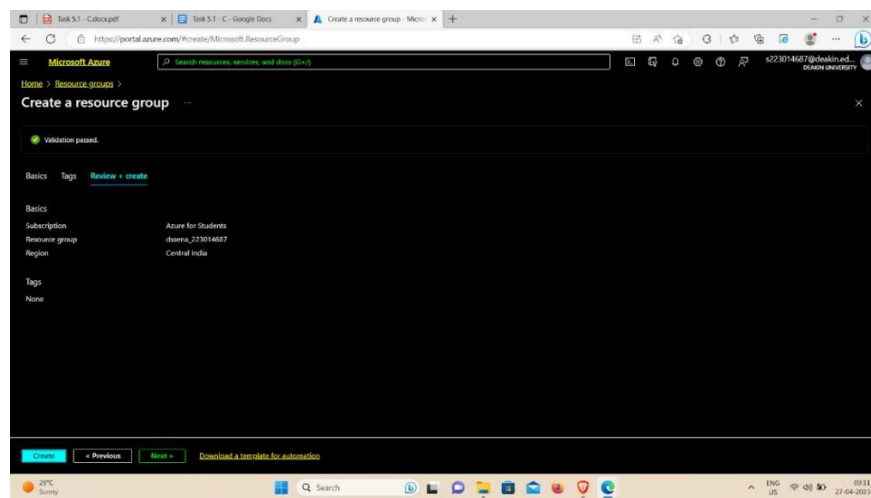 Task 5.1 - C.docx.pdf
Task 5.1 - C - Google Docs
Create a resource group - Micro
https://portal.azure.com/#create/Microsoft.ResourceGroup
Microsoft Azure
Search resources, services, and docs (G+/)
s223014687@deakin.ed...
DEAKIN UNIVERSITY
Home > Resource groups >
Create a resource group ...
Validation passed.
Basics Tags Review + create
Basics
Subscription Azure for Students
Resource group dssena_223014687
Region Central India
Tags
None
Create < Previous Next > Download a template for automation
29°C
Sunny
Search
ENG
US
09:11
27-04-2023